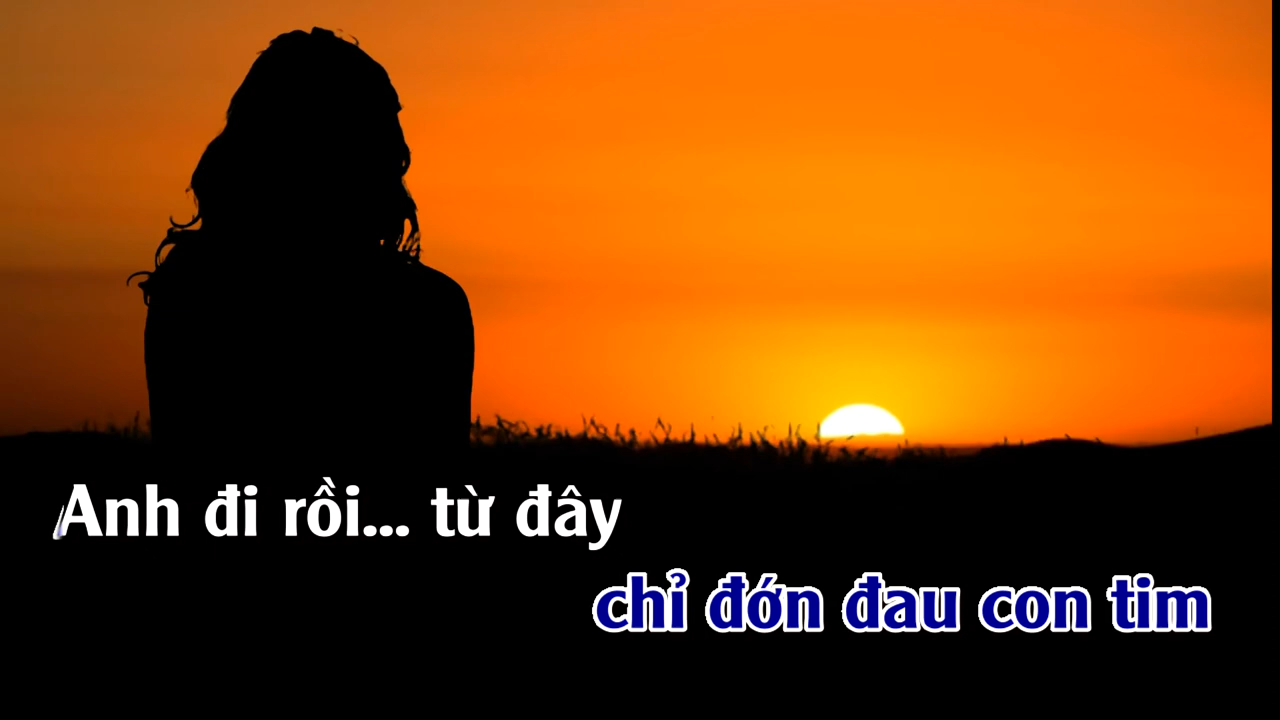 Anh đi rồi... từ đây
chỉ đớn đau con tim